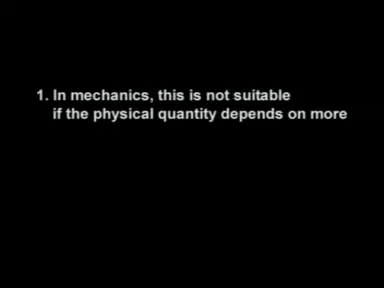 1. In mechanics, this is not suitable
if the physical quantity depends on more